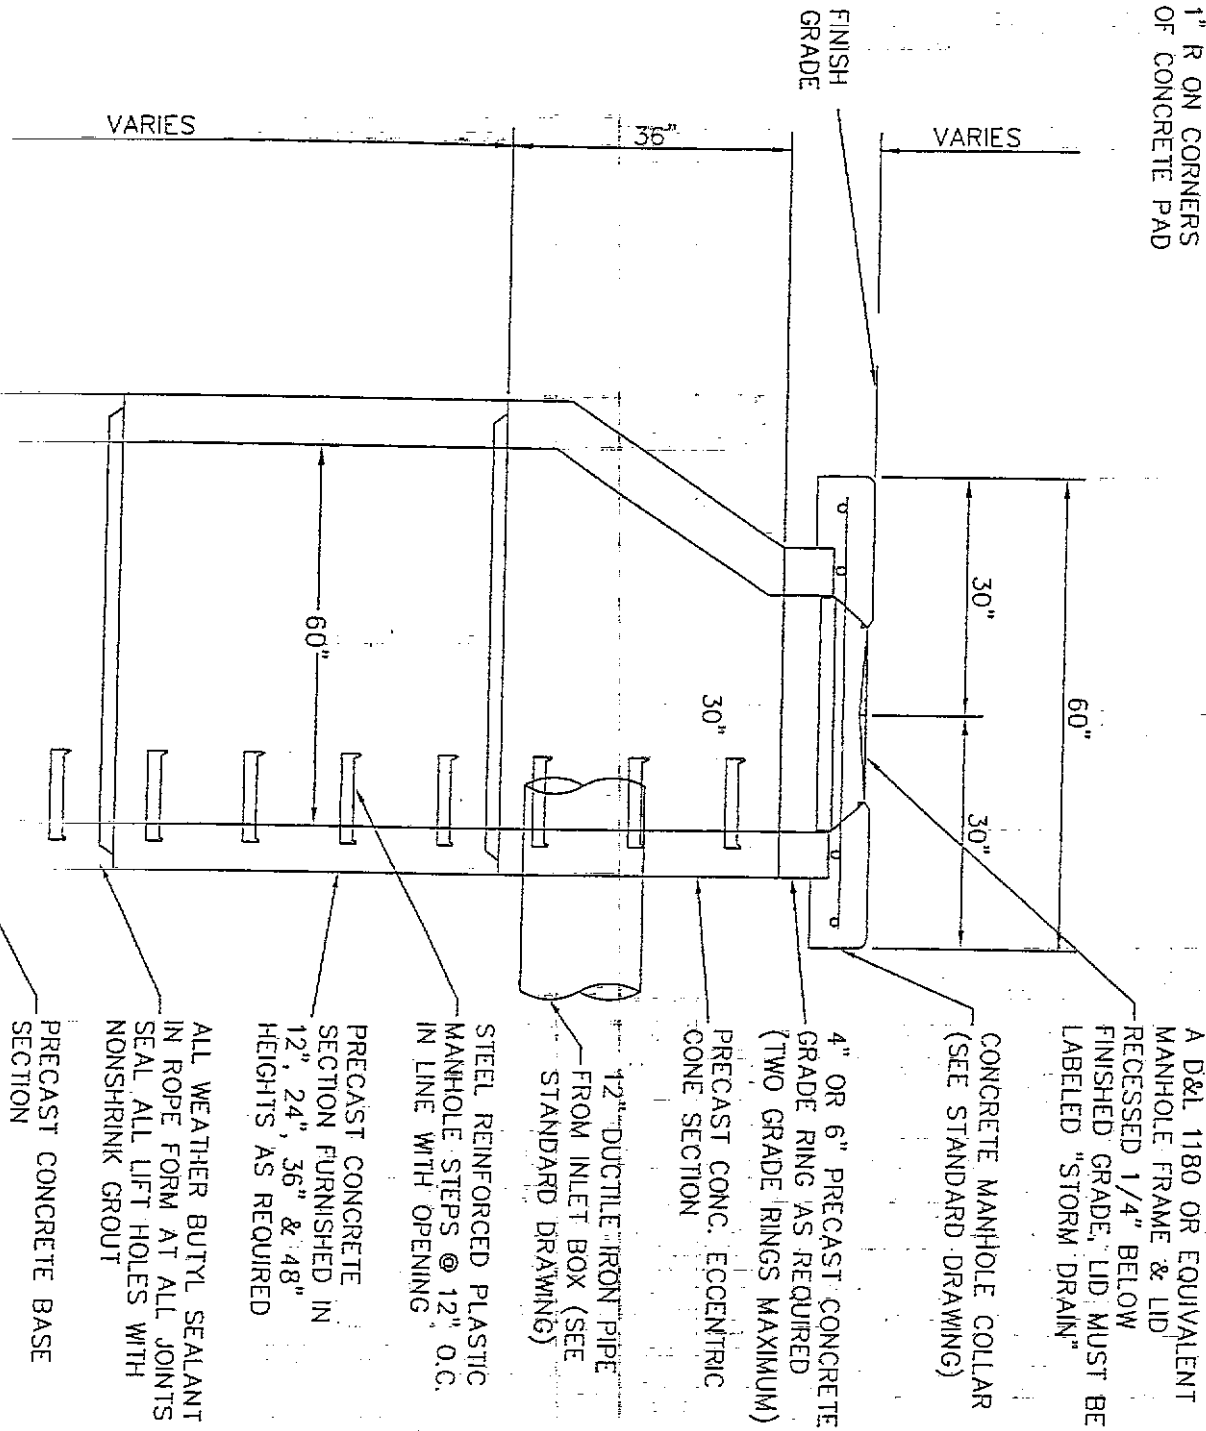 1" R ON CORNERS
OF CONCRETE PAD
FINISH
GRADE
VARIES
36"
VARIES
60"
30"
30"
30"
60"
A D&L 1180 OR EQUIVALENT
MANHOLE FRAME & LID
RECESSED 1/4" BELOW
FINISHED GRADE, LID MUST BE
LABELED "STORM DRAIN"
CONCRETE MANHOLE COLLAR
(SEE STANDARD DRAWING)
4" OR 6" PRECAST CONCRETE
GRADE RING AS REQUIRED
(TWO GRADE RINGS MAXIMUM)
PRECAST CONC. ECCENTRIC
CONE SECTION
12" DUCTILE IRON PIPE
FROM INLET BOX (SEE
STANDARD DRAWING)
STEEL REINFORCED PLASTIC
MANHOLE STEPS @ 12" O.C.
IN LINE WITH OPENING
PRECAST CONCRETE
SECTION FURNISHED IN
12", 24", 36" & 48"
HEIGHTS AS REQUIRED
ALL WEATHER BUTYL SEALANT
IN ROPE FORM AT ALL JOINTS
SEAL ALL LIFT HOLES WITH
NONSHRINK GROUT
PRECAST CONCRETE BASE
SECTION